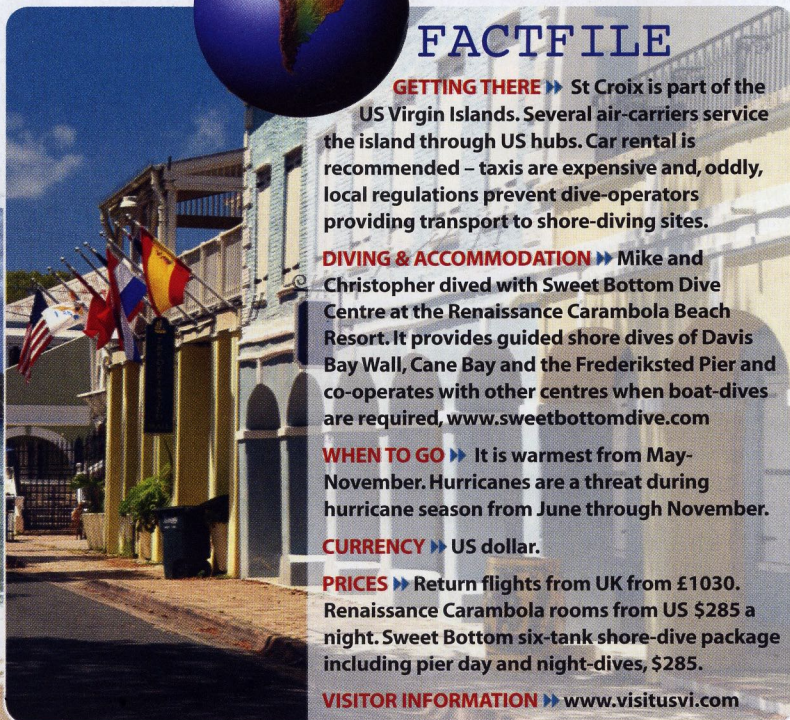 FACTFILE
GETTING THERE St Croix is part of the
US Virgin Islands. Several air-carriers service
the island through US hubs. Car rental is
recommended – taxis are expensive and, oddly,
local regulations prevent dive-operators
providing transport to shore-diving sites.
DIVING & ACCOMMODATION Mike and
Christopher dived with Sweet Bottom Dive
Centre at the Renaissance Carambola Beach
Resort. It provides guided shore dives of Davis
Bay Wall, Cane Bay and the Frederiksted Pier and
co-operates with other centres when boat-dives
are required, www.sweetbottomdive.com
WHEN TO GO It is warmest from May-
November. Hurricanes are a threat during
hurricane season from June through November.
CURRENCY US dollar.
PRICES Return flights from UK from £1030.
Renaissance Carambola rooms from US $285 a
night. Sweet Bottom six-tank shore-dive package
including pier day and night-dives, $285.
VISITOR INFORMATION www.visitusvi.com